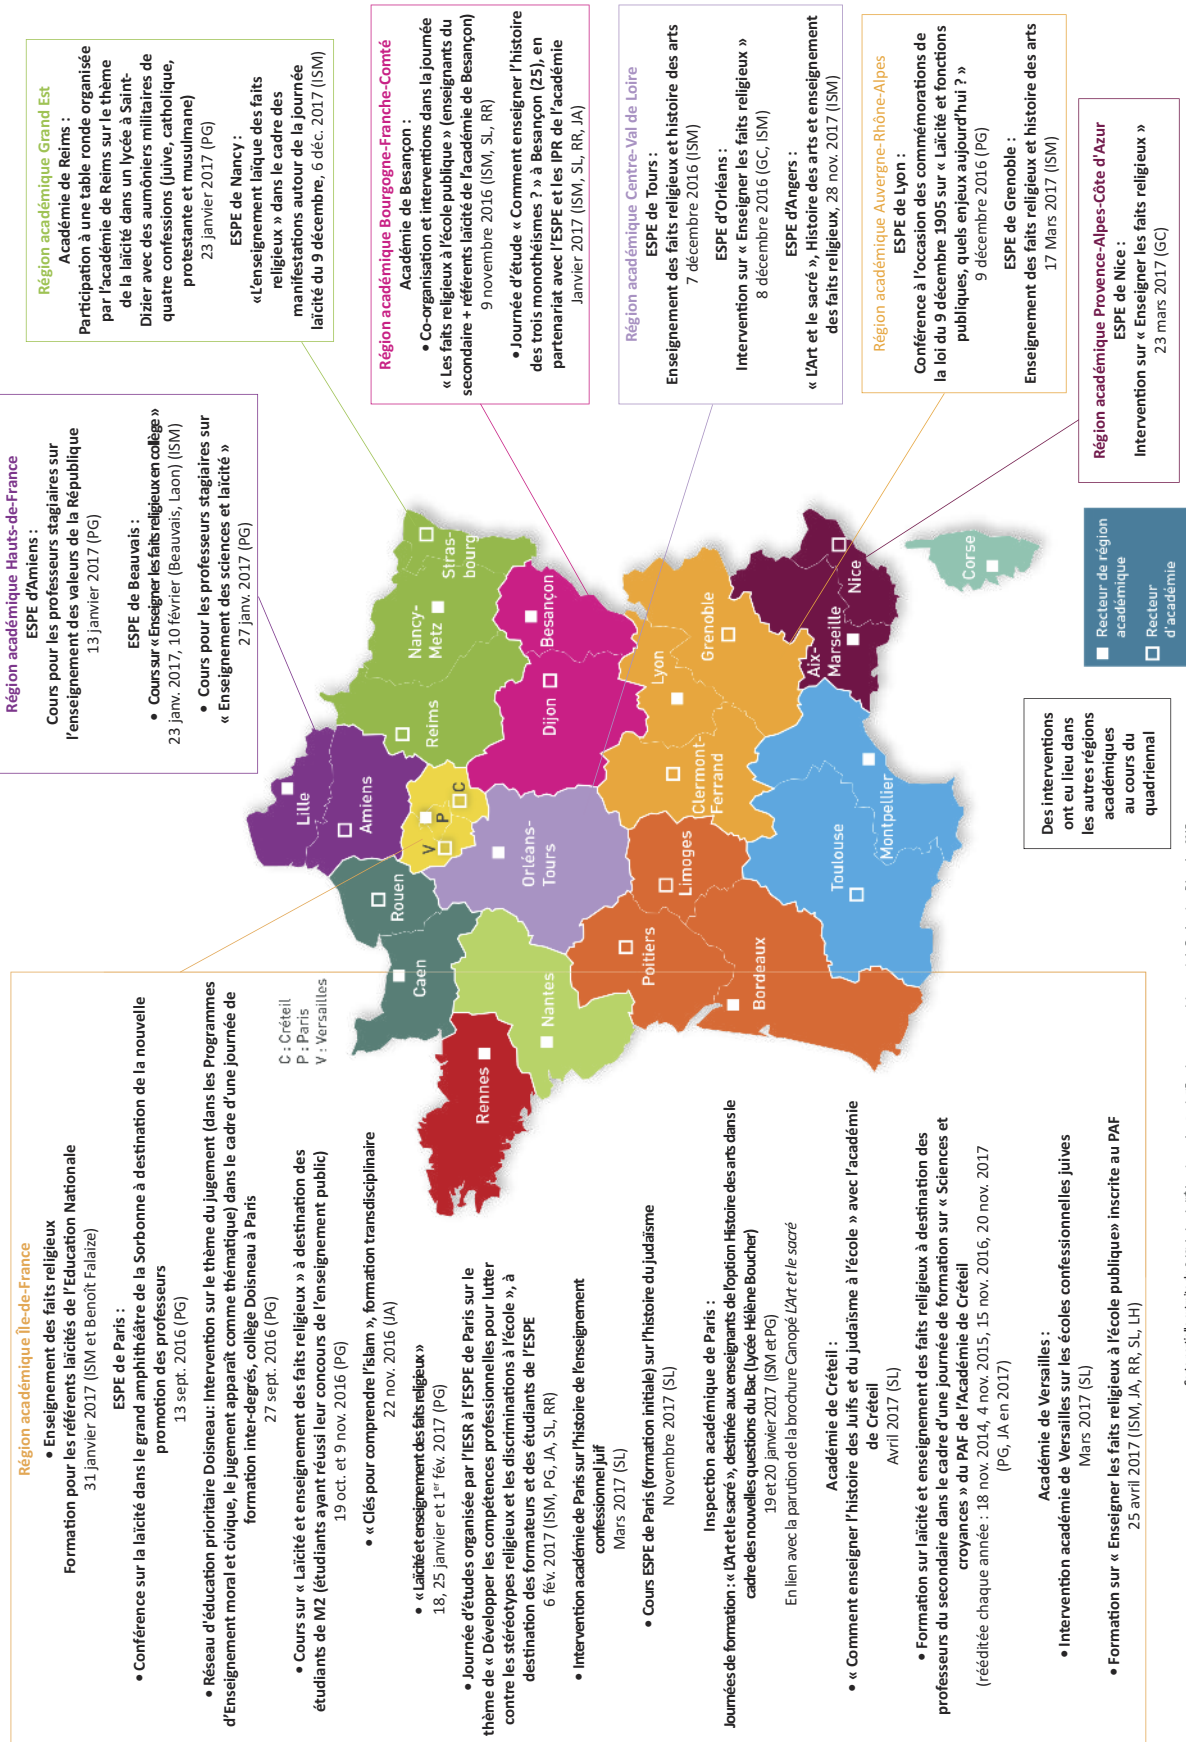 Région académique Île-de-France
• Enseignement des faits religieux
Formation pour les référents laïcités de l'Education Nationale
31 janvier 2017 (ISM et Benoît Falaize)
ESPE de Paris :
• Conférence sur la laïcité dans le grand amphithéâtre de la Sorbonne à destination de la nouvelle
promotion des professeurs
13 sept. 2016 (PG)
• Réseau d'éducation prioritaire Doisneau: Intervention sur le thème du jugement (dans les Programmes
d'Enseignement moral et civique, le jugement apparaît comme thématique) dans le cadre d'une journée de
formation inter-degrés, collège Doisneau à Paris
27 sept. 2016 (PG)
• Cours sur « Laïcité et enseignement des faits religieux » à destination des
étudiants de M2 (étudiants ayant réussi leur concours de l'enseignement public)
19 oct. et 9 nov. 2016 (PG)
• « Clés pour comprendre l'islam », formation transdisciplinaire
22 nov. 2016 (JA)
• « Laïcité et enseignement des faits religieux »
18, 25 janvier et 1er fév. 2017 (PG)
• Journée d'études organisée par l'IESR à l'ESPE de Paris sur le
thème de « Développer les compétences professionnelles pour lutter
contre les stéréotypes religieux et les discriminations à l'école », à
destination des formateurs et des étudiants de l'ESPE
6 fév. 2017 (ISM, PG, JA, SL, RR)
• Intervention académie de Paris sur l'histoire de l'enseignement
confessionnel juif
Mars 2017 (SL)
• Cours ESPE de Paris (formation initiale) sur l'histoire du judaïsme
Novembre 2017 (SL)
Inspection académique de Paris :
Journées de formation : « L'Art et le sacré », destinée aux enseignants de l'option Histoire des arts dans le
cadre des nouvelles questions du Bac (Lycée Hélène Boucher)
19 et 20 janvier 2017 (ISM et PG)
En lien avec la parution de la brochure Canopé L'Art et le sacré
Académie de Créteil :
• « Comment enseigner l'histoire des Juifs et du judaïsme à l'école » avec l'académie
de Créteil
Avril 2017 (SL)
• Formation sur laïcité et enseignement des faits religieux à destination des
professeurs du secondaire dans le cadre d'une journée de formation sur « Sciences et
croyances » du PAF de l'Académie de Créteil
(rééditée chaque année : 18 nov. 2014, 4 nov. 2015, 15 nov. 2016, 20 nov. 2017
(PG, JA en 2017)
Académie de Versailles :
• Intervention académie de Versailles sur les écoles confessionnelles juives
Mars 2017 (SL)
• Formation sur « Enseigner les faits religieux à l'école publique» inscrite au PAF
25 avril 2017 (ISM, JA, RR, SL, LH)
C : Créteil
P : Paris
V : Versailles
Région académique Hauts-de-France
ESPE d'Amiens :
Cours pour les professeurs stagiaires sur
l'enseignement des valeurs de la République
13 janvier 2017 (PG)
ESPE de Beauvais :
• Cours sur « Enseigner les faits religieux en collège »
23 janv. 2017, 10 février (Beauvais, Laon) (ISM)
• Cours pour les professeurs stagiaires sur
« Enseignement des sciences et laïcité »
27 janv. 2017 (PG)
Région académique Grand Est
Académie de Reims :
Participation à une table ronde organisée
par l'académie de Reims sur le thème
de la laïcité dans un lycée à Saint-
Dizier avec des aumôniers militaires de
quatre confessions (juive, catholique,
protestante et musulmane)
23 janvier 2017 (PG)
ESPE de Nancy :
«L'enseignement laïque des faits
religieux » dans le cadre des
manifestations autour de la journée
laïcité du 9 décembre, 6 déc. 2017 (ISM)
Région académique Bourgogne-Franche-Comté
Académie de Besançon :
• Co-organisation et interventions dans la journée
« Les faits religieux à l'école publique » (enseignants du
secondaire + référents laïcité de l'académie de Besançon)
9 novembre 2016 (ISM, SL, RR)
• Journée d'étude « Comment enseigner l'histoire
des trois monothéismes ? » à Besançon (25), en
partenariat avec l'ESPE et les IPR de l'académie
Janvier 2017 (ISM, SL, RR, JA)
Région académique Centre-Val de Loire
ESPE de Tours :
Enseignement des faits religieux et histoire des arts
7 décembre 2016 (ISM)
ESPE d'Orléans :
Intervention sur « Enseigner les faits religieux »
8 décembre 2016 (GC, ISM)
ESPE d'Angers :
« L'Art et le sacré », Histoire des arts et enseignement
des faits religieux, 28 nov. 2017 (ISM)
Région académique Auvergne-Rhône-Alpes
ESPE de Lyon :
Conférence à l'occasion des commémorations de
la loi du 9 décembre 1905 sur « Laïcité et fonctions
publiques, quels enjeux aujourd'hui ? »
9 décembre 2016 (PG)
ESPE de Grenoble :
Enseignement des faits religieux et histoire des arts
17 Mars 2017 (ISM)
Région académique Provence-Alpes-Côte d'Azur
ESPE de Nice :
Intervention sur « Enseigner les faits religieux »
23 mars 2017 (GC)
Lille
Amiens
Rouen
Caen
Reims
Nancy-
Metz
Stras-
bourg
V
P
C
Rennes
Nantes
Orléans-
Tours
Dijon
Besançon
Poitiers
Limoges
Clermont-
Ferrand
Lyon
Grenoble
Bordeaux
Toulouse
Montpellier
Aix-
Marseille
Nice
Corse
Des interventions
ont eu lieu dans
les autres régions
académiques
au cours du
quadriennal
Recteur de région
académique
Recteur
d'académie